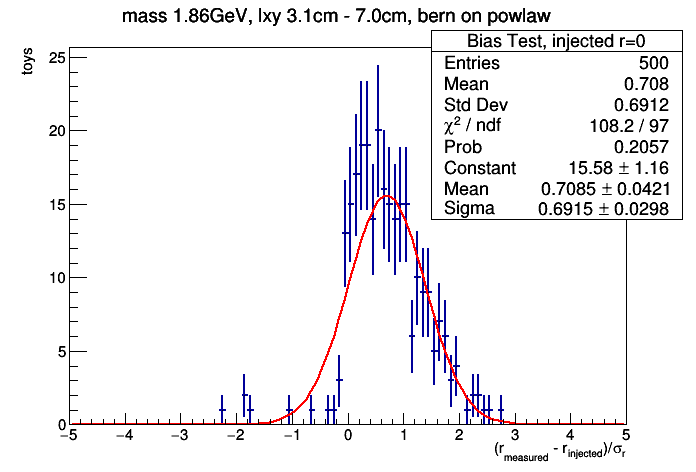 mass 1.86GeV, lxy 3.1cm - 7.0cm, bern on powlaw
Bias Test, injected r=0
Entries 500
Mean 0.708
Std Dev 0.6912
χ² / ndf 108.2 / 97
Prob 0.2057
Constant 15.58 ± 1.16
Mean 0.7085 ± 0.0421
Sigma 0.6915 ± 0.0298
toys
25
20
15
10
5
0
−5 −4 −3 −2 −1 0 1 2 3 4 5
(r_measured - r_injected)/σ_r